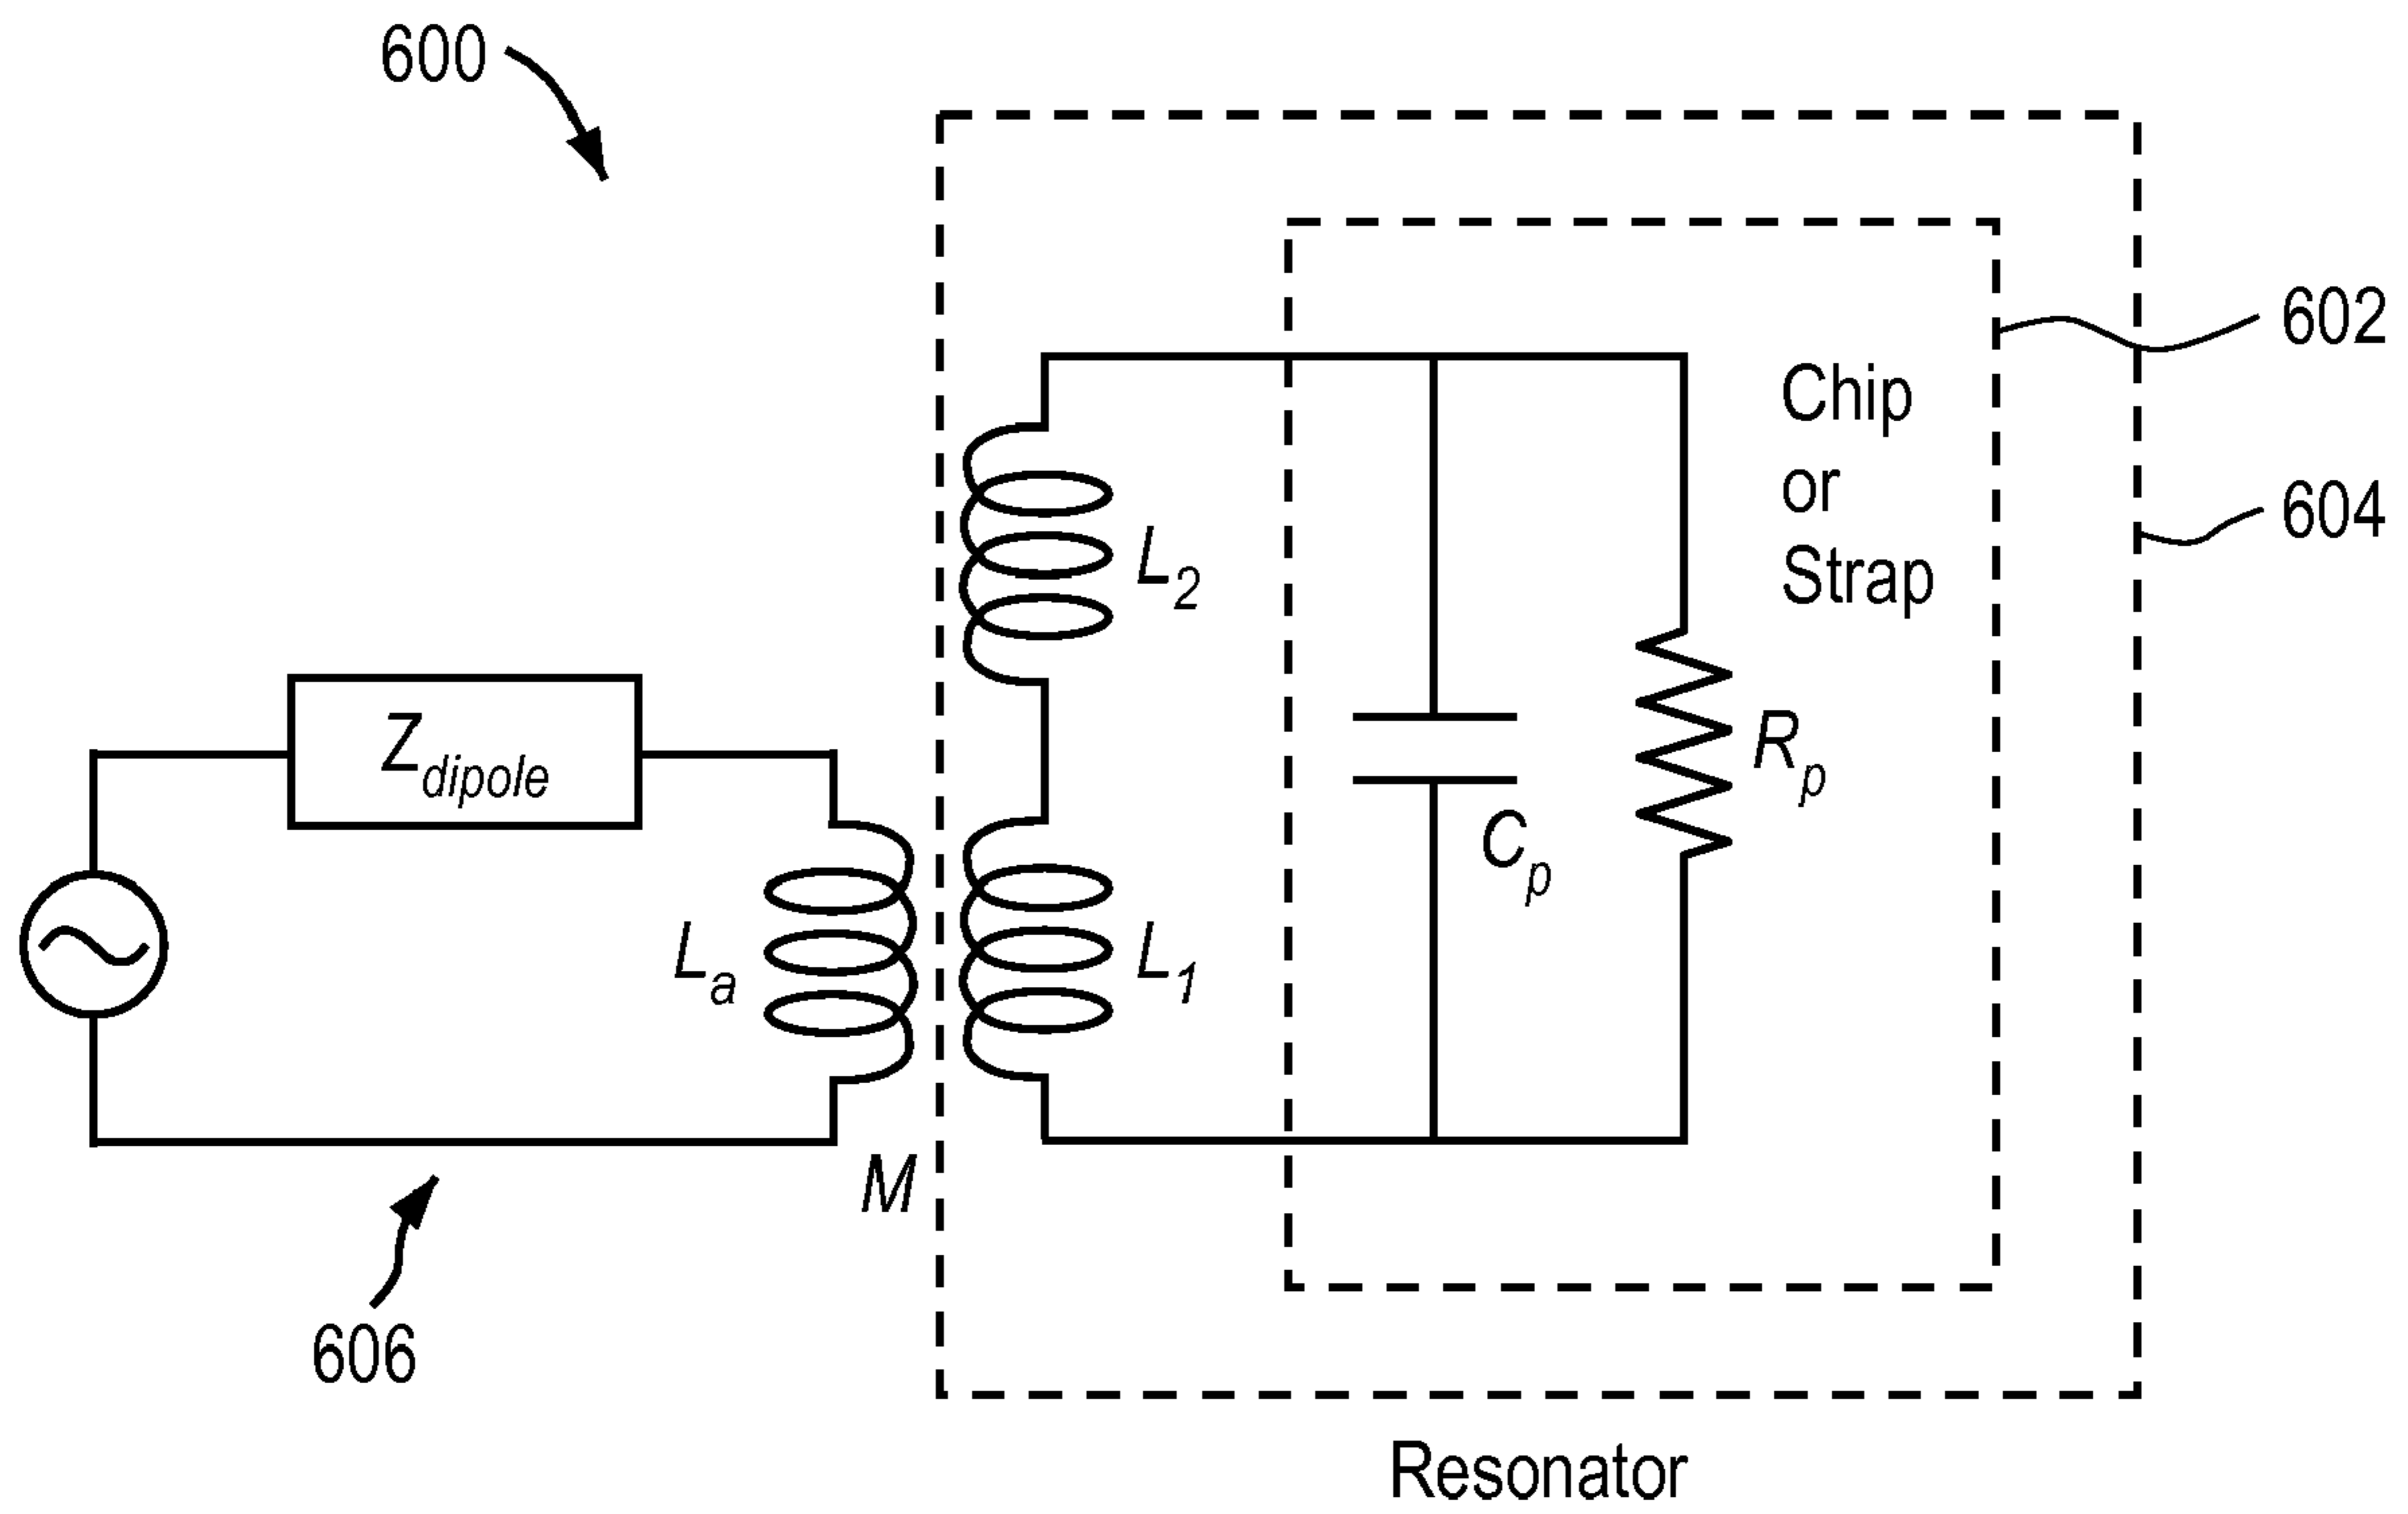 600
602
Chip
or
Strap
604
L2
Zdipole
Rp
Cp
La
L1
M
606
Resonator